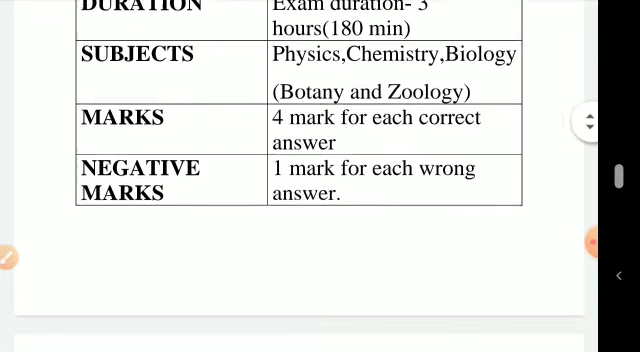 DURATION Exam duration- 3
hours(180 min)
SUBJECTS Physics,Chemistry,Biology
(Botany and Zoology)
MARKS 4 mark for each correct
answer
NEGATIVE 1 mark for each wrong
MARKS answer.